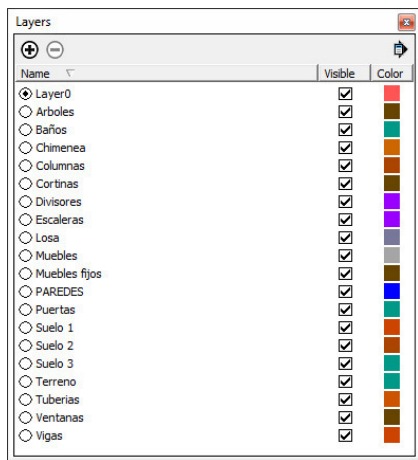 Layers
Name Visible Color
Layer0
Arboles
Baños
Chimenea
Columnas
Cortinas
Divisores
Escaleras
Losa
Muebles
Muebles fijos
PAREDES
Puertas
Suelo 1
Suelo 2
Suelo 3
Terreno
Tuberias
Ventanas
Vigas